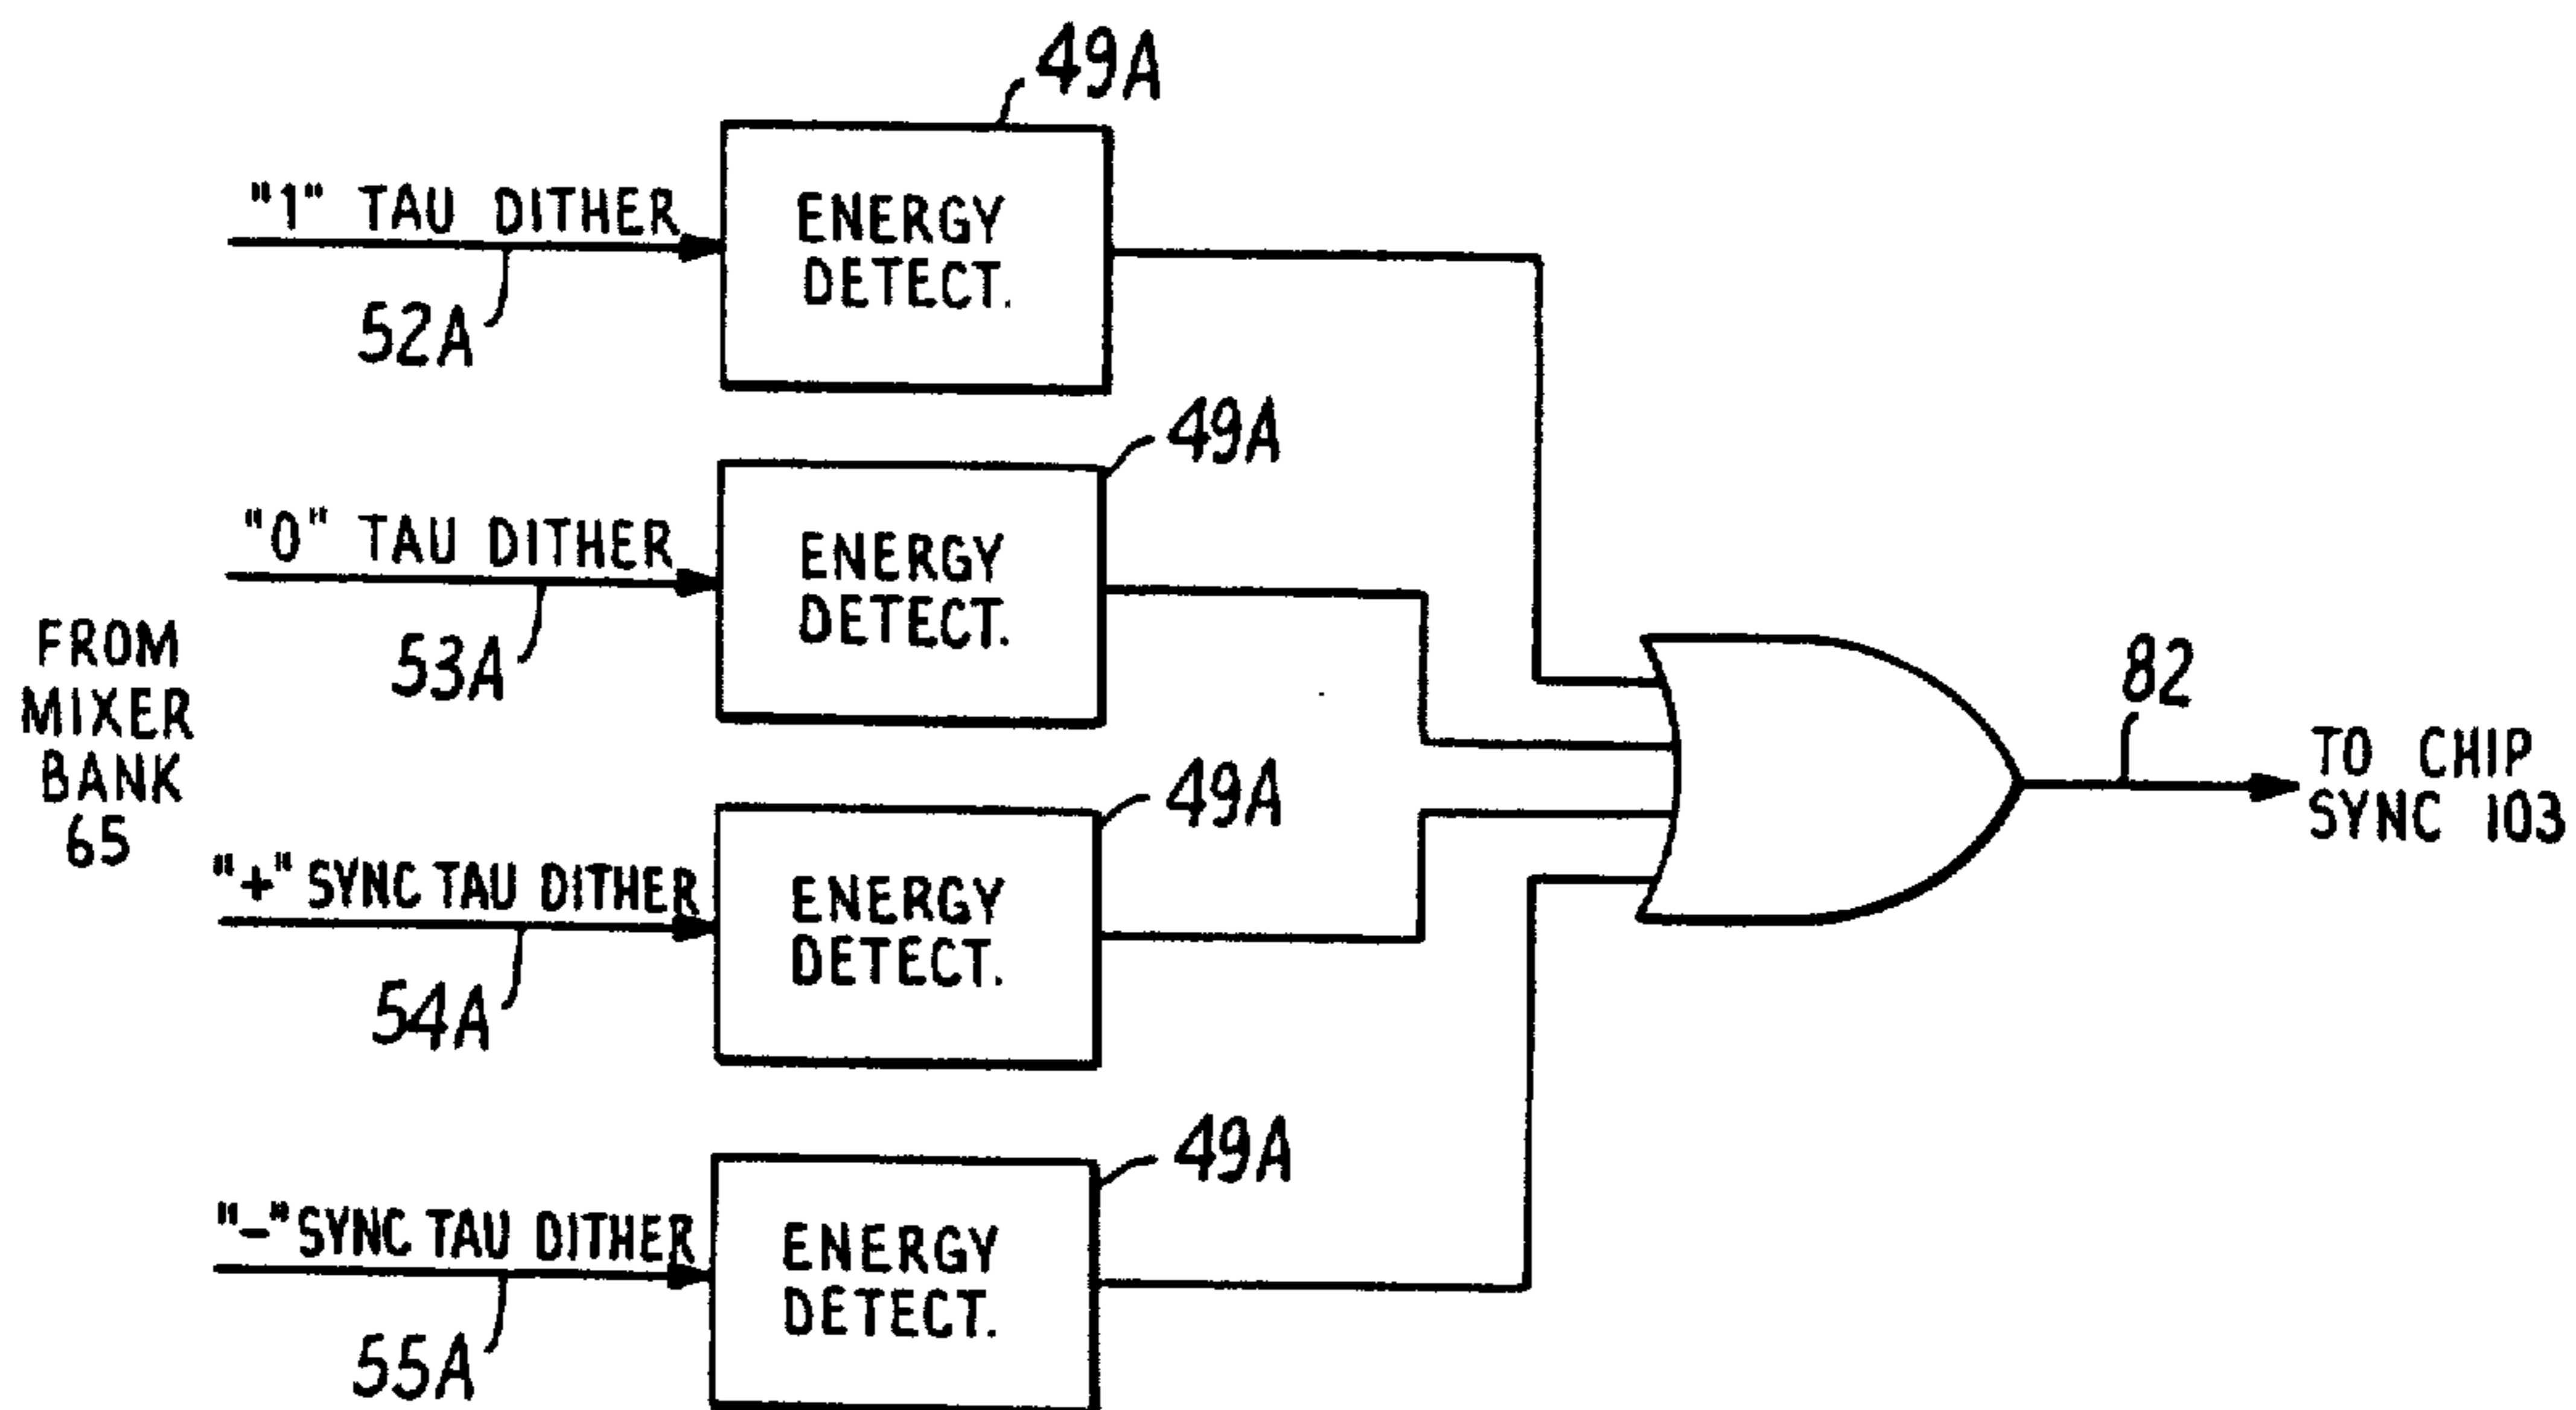 49A
"1" TAU DITHER
ENERGY
DETECT.
52A
49A
"0" TAU DITHER
ENERGY
DETECT.
53A
FROM
MIXER
BANK
65
82
TO CHIP
SYNC 103
49A
"+" SYNC TAU DITHER
ENERGY
DETECT.
54A
49A
"-" SYNC TAU DITHER
ENERGY
DETECT.
55A